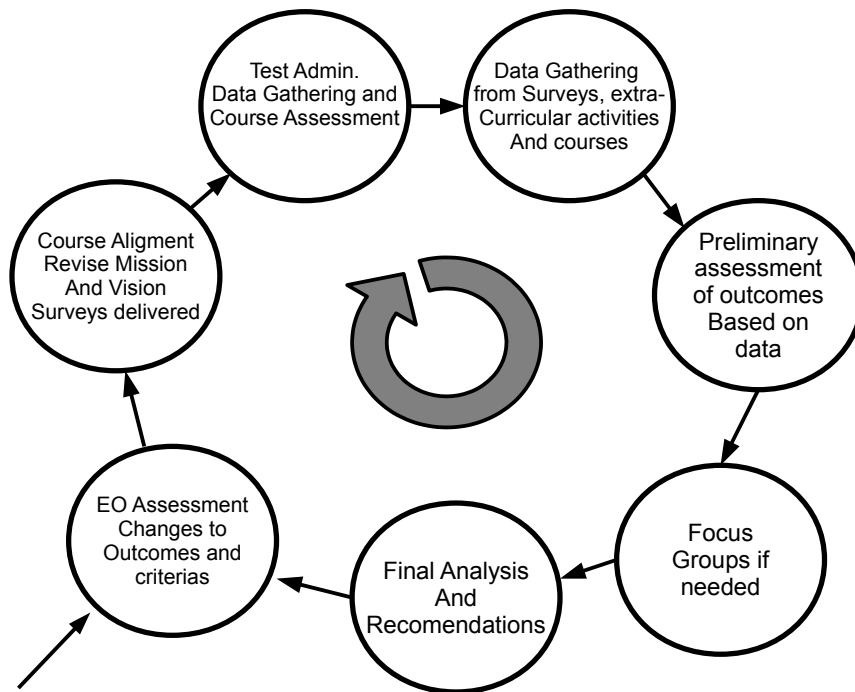 Test Admin.
Data Gathering and
Course Assessment
Data Gathering
from Surveys, extra-
Curricular activities
And courses
Course Aligment
Revise Mission
And Vision
Surveys delivered
Preliminary
assessment
of outcomes
Based on
data
EO Assessment
Changes to
Outcomes and
criterias
Final Analysis
And
Recomendations
Focus
Groups if
needed